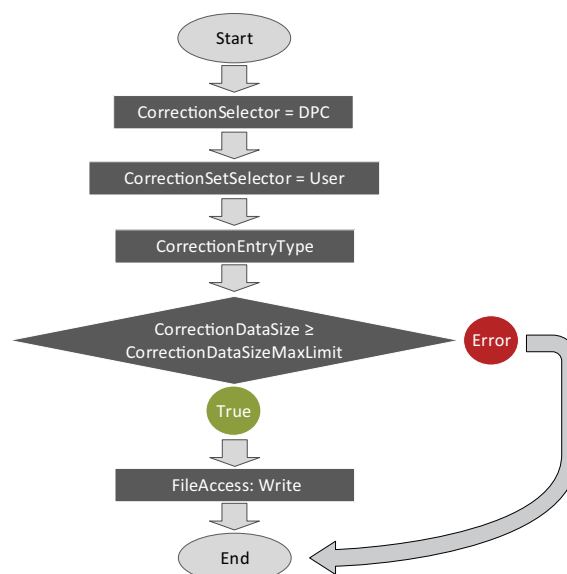 Start
CorrectionSelector = DPC
CorrectionSetSelector = User
CorrectionEntryType
CorrectionDataSize ≥
CorrectionDataSizeMaxLimit
Error
True
FileAccess: Write
End